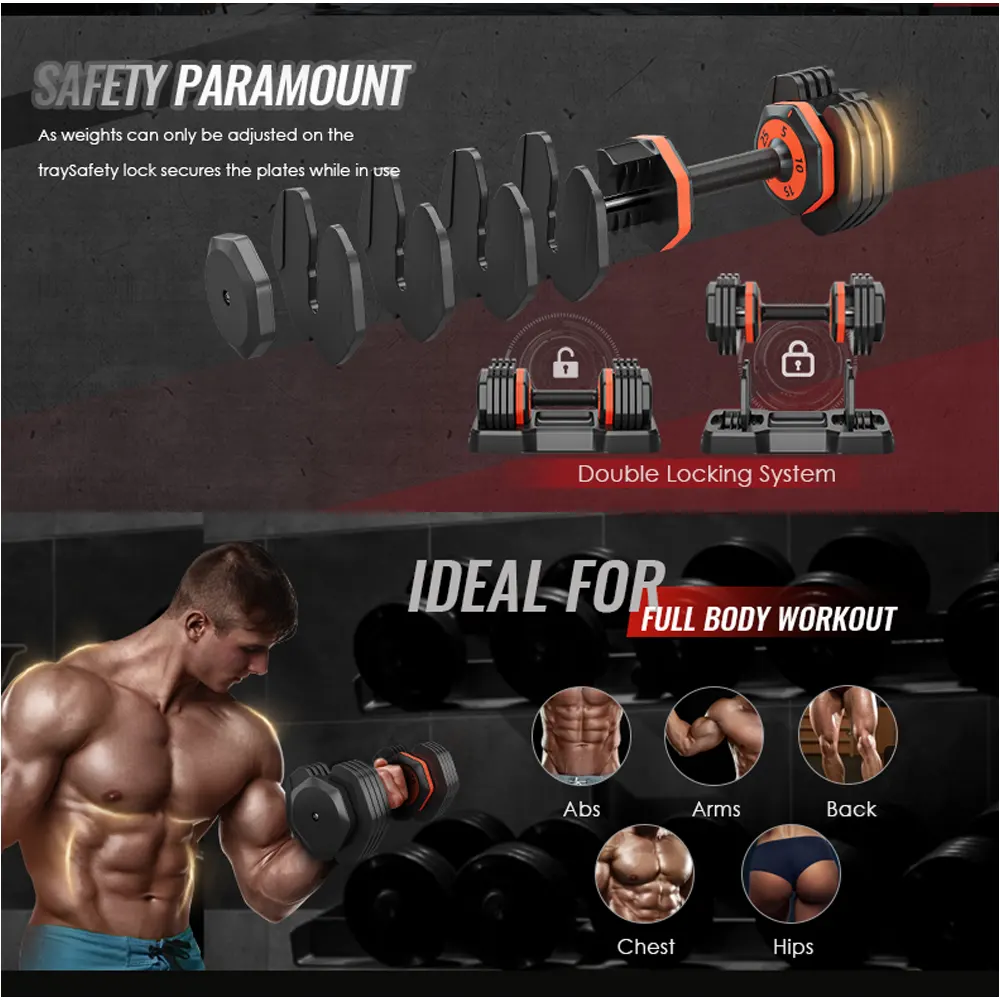 SAFETY PARAMOUNT
As weights can only be adjusted on the
traySafety lock secures the plates while in use
25
5
10
15
Double Locking System
IDEAL FOR
FULL BODY WORKOUT
Abs
Arms
Back
Chest
Hips